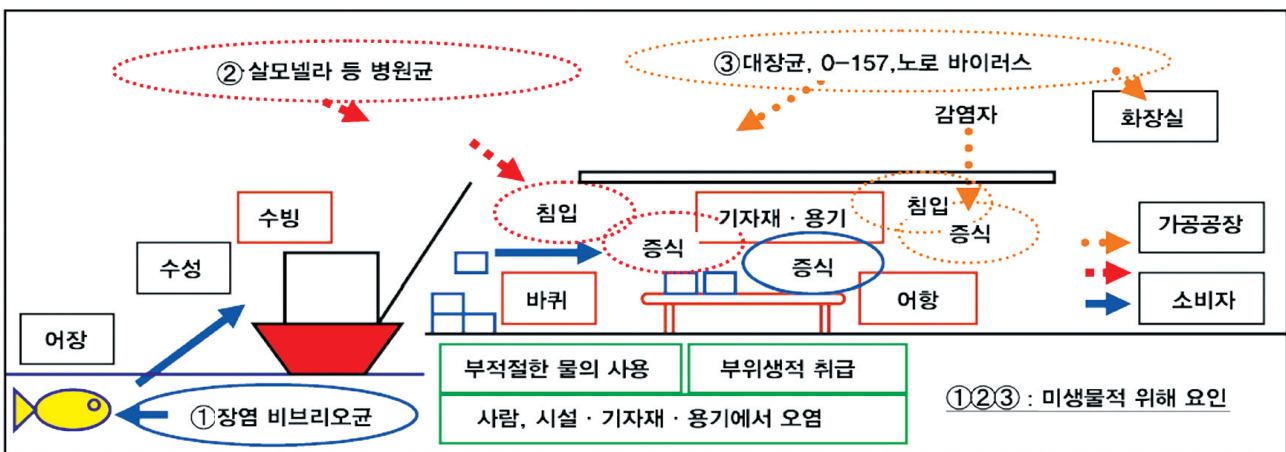 ②살모넬라 등 병원균
③대장균, 0-157,노로 바이러스
감염자
화장실
침입
수빙
기자재 · 용기
침입
증식
가공공장
수성
증식
증식
바퀴
어항
소비자
어장
부적절한 물의 사용
부위생적 취급
①장염 비브리오균
사람, 시설 · 기자재 · 용기에서 오염
①②③ : 미생물적 위해 요인